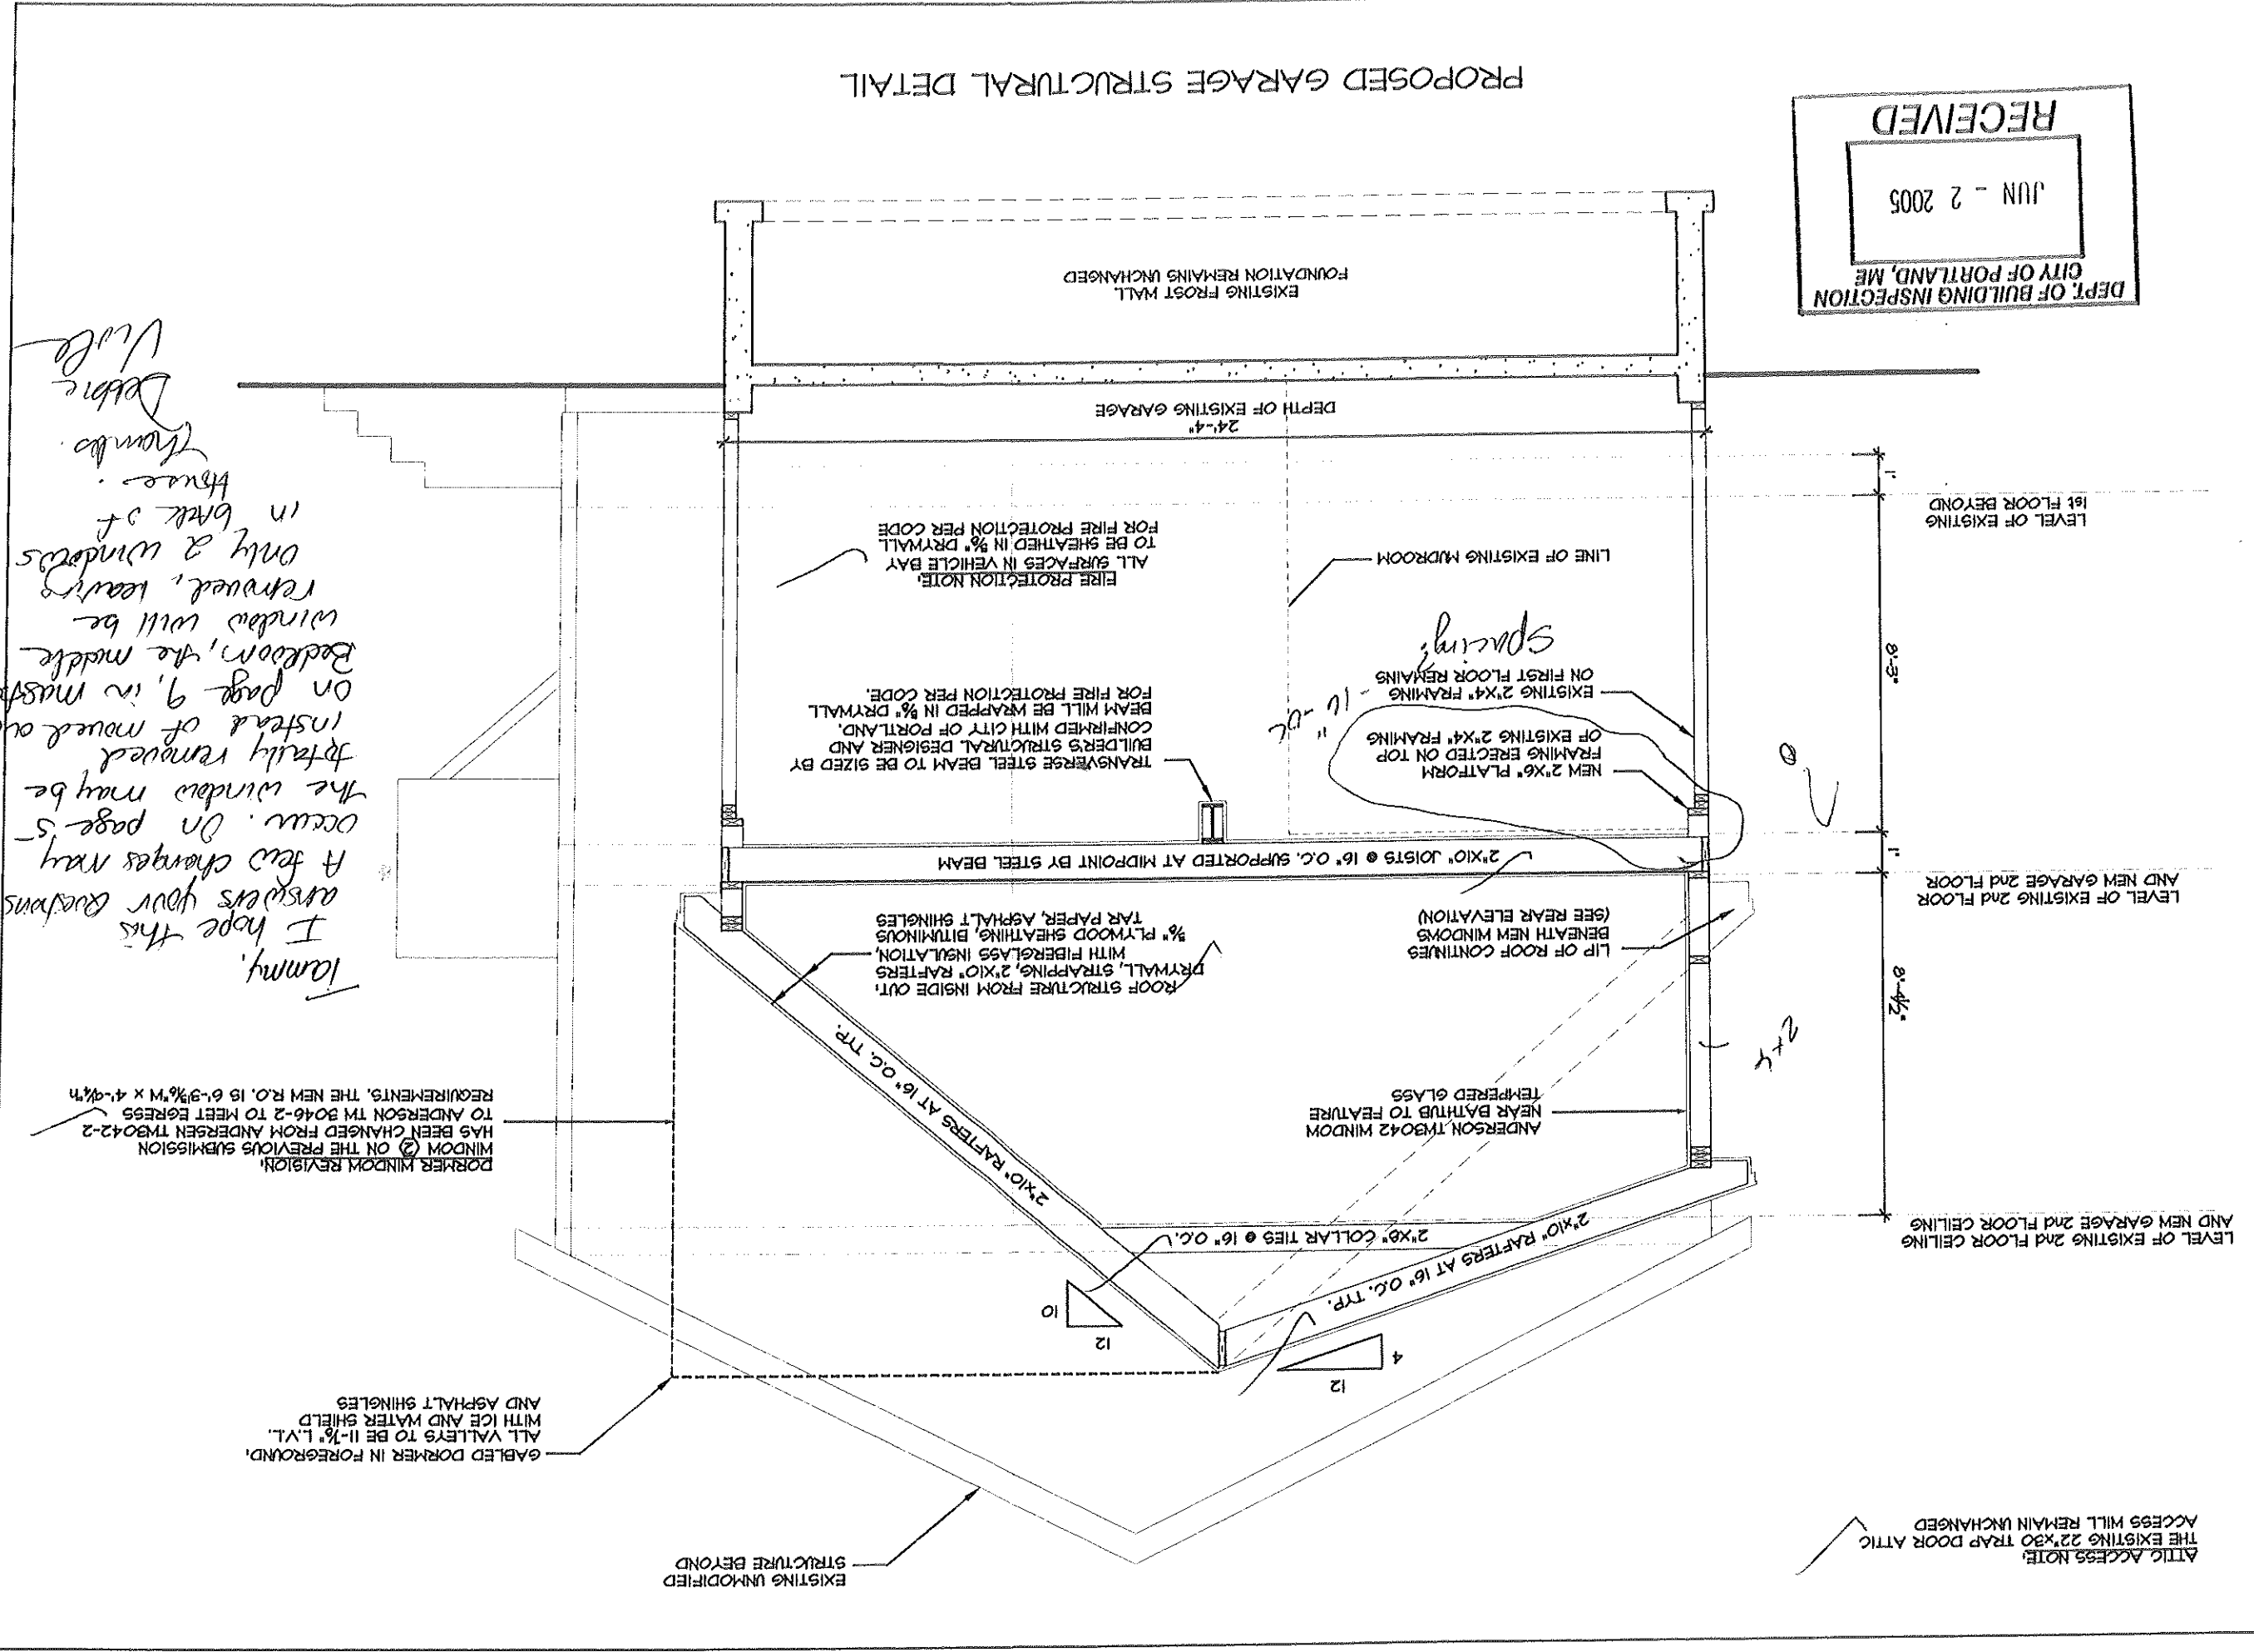 ATTIC ACCESS NOTE:
THE EXISTING 22"x30 TRAP DOOR ATTIC
ACCESS WILL REMAIN UNCHANGED
EXISTING UNMODIFIED
STRUCTURE BEYOND
GABLED DORMER IN FOREGROUND:
ALL VALLEYS TO BE 11-7/8" L.V.L.
WITH ICE AND WATER SHIELD
AND ASPHALT SHINGLES
12
4
12
10
LEVEL OF EXISTING 2nd FLOOR CEILING
AND NEW GARAGE 2nd FLOOR CEILING
2"x10" RAFTERS AT 16" O.C. TYP.
2"X8" COLLAR TIES @ 16" O.C.
2"x10" RAFTERS AT 16" O.C. TYP.
DORMER WINDOW REVISION:
WINDOW ② ON THE PREVIOUS SUBMISSION
HAS BEEN CHANGED FROM ANDERSEN TW3042-2
TO ANDERSON TW 3046-2 TO MEET EGRESS
REQUIREMENTS. THE NEW R.O. IS 6'-3 13/16"W x 4'-9 1/4"h
ANDERSON TW3042 WINDOW
NEAR BATHTUB TO FEATURE
TEMPERED GLASS
2x4
8'-4½"
LIP OF ROOF CONTINUES
BENEATH NEW WINDOWS
(SEE REAR ELEVATION)
ROOF STRUCTURE FROM INSIDE OUT:
DRYWALL, STRAPPING, 2"X10" RAFTERS
WITH FIBERGLASS INSULATION,
5/8" PLYWOOD SHEATHING, BITUMINOUS
TAR PAPER, ASPHALT SHINGLES
LEVEL OF EXISTING 2nd FLOOR
AND NEW GARAGE 2nd FLOOR
1'
2"X10" JOISTS @ 16" O.C. SUPPORTED AT MIDPOINT BY STEEL BEAM
NEW 2"X6" PLATFORM
FRAMING ERECTED ON TOP
OF EXISTING 2"X4" FRAMING
16" OC
TRANSVERSE STEEL BEAM TO BE SIZED BY
BUILDER'S STRUCTURAL DESIGNER AND
CONFIRMED WITH CITY OF PORTLAND.
BEAM WILL BE WRAPPED IN 5/8" DRYWALL
FOR FIRE PROTECTION PER CODE.
EXISTING 2"X4" FRAMING
ON FIRST FLOOR REMAINS
Spacing?
8'-3"
LINE OF EXISTING MUDROOM
FIRE PROTECTION NOTE:
ALL SURFACES IN VEHICLE BAY
TO BE SHEATHED IN 5/8" DRYWALL
FOR FIRE PROTECTION PER CODE
LEVEL OF EXISTING
1st FLOOR BEYOND
1'
24'-4"
DEPTH OF EXISTING GARAGE
EXISTING FROST WALL
FOUNDATION REMAINS UNCHANGED
Tammy,
I hope this
answers your questions
A few changes may
occur. On page 5
the window may be
totally removed
instead of moved
On page 9, in
Bedroom, the middle
window will be
removed, leaving
only 2 windows
in back of
House.
Thanks.
Debbie
DEPT. OF BUILDING INSPECTION
CITY OF PORTLAND, ME
JUN - 2 2005
RECEIVED
PROPOSED GARAGE STRUCTURAL DETAIL